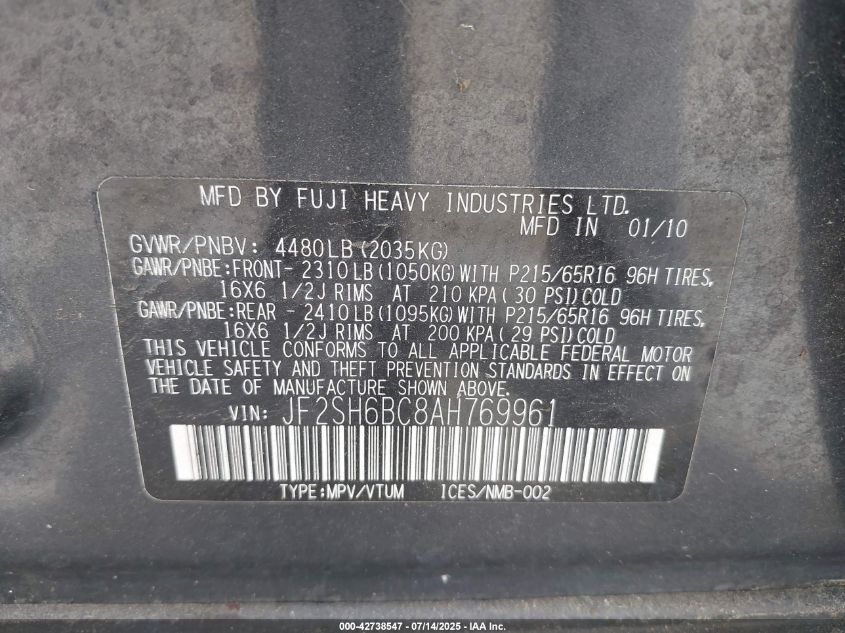 MFD BY FUJI HEAVY INDUSTRIES LTD.
MFD IN 01/10
GVWR/PNBV: 4480LB(2035KG)
GAWR/PNBE:FRONT- 2310LB(1050KG)WITH P215/65R16 96H TIRES,
16X6 1/2J RIMS AT 210 KPA( 30 PSI)COLD
GAWR/PNBE:REAR - 2410LB(1095KG)WITH P215/65R16 96H TIRES,
16X6 1/2J RIMS AT 200 KPA( 29 PSI)COLD
THIS VEHICLE CONFORMS TO ALL APPLICABLE FEDERAL MOTOR
VEHICLE SAFETY AND THEFT PREVENTION STANDARDS IN EFFECT ON
THE DATE OF MANUFACTURE SHOWN ABOVE.
VIN: JF2SH6BC8AH769961
TYPE:MPV/VTUM ICES/NMB-002
000-42738547 - 07/14/2025 - IAA Inc.